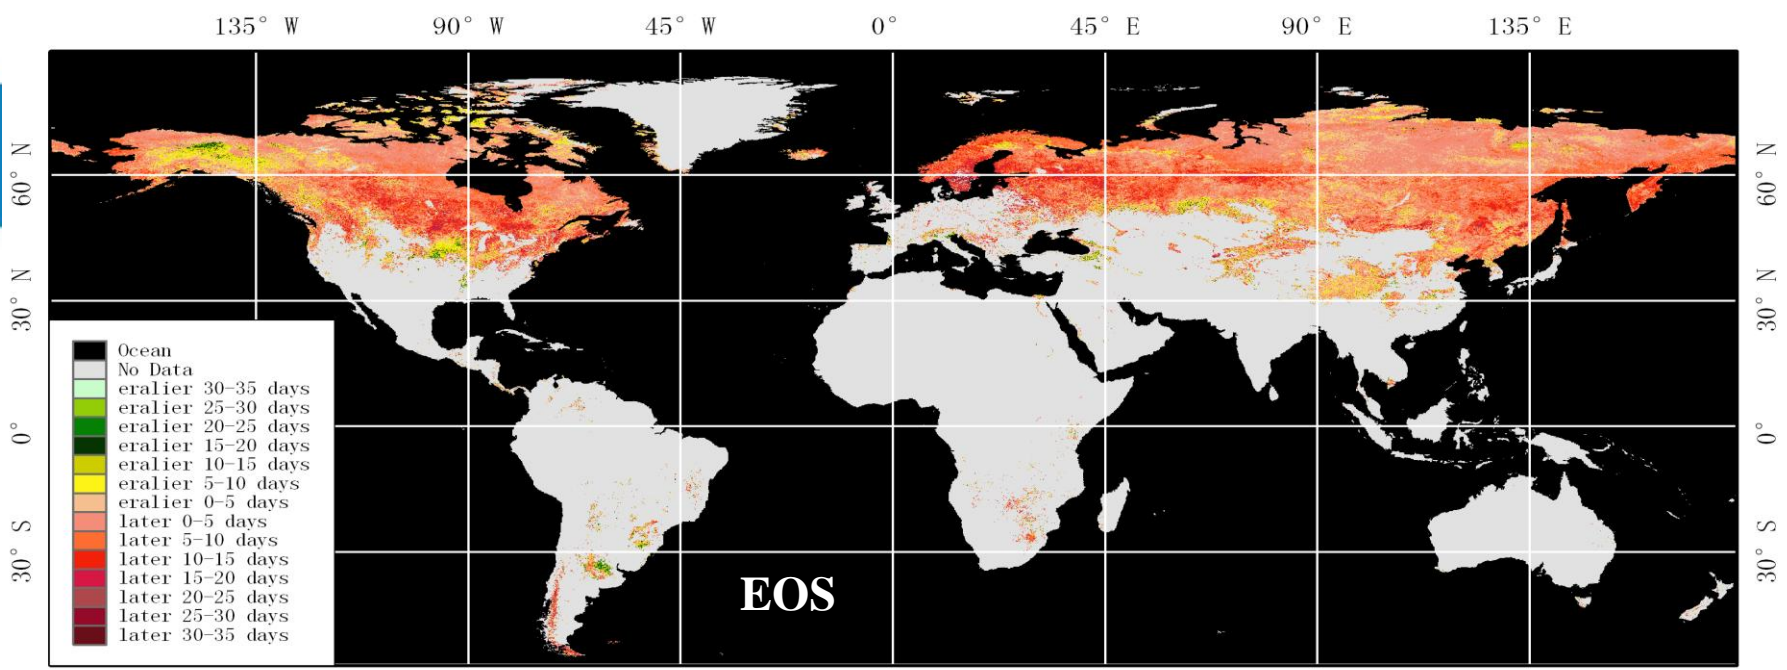 135° W 90° W 45° W 0° 45° E 90° E 135° E
60° N
30° N
0°
30° S
60° N
30° N
0°
30° S
Ocean
No Data
eralier 30-35 days
eralier 25-30 days
eralier 20-25 days
eralier 15-20 days
eralier 10-15 days
eralier 5-10 days
eralier 0-5 days
later 0-5 days
later 5-10 days
later 10-15 days
later 15-20 days
later 20-25 days
later 25-30 days
later 30-35 days
EOS